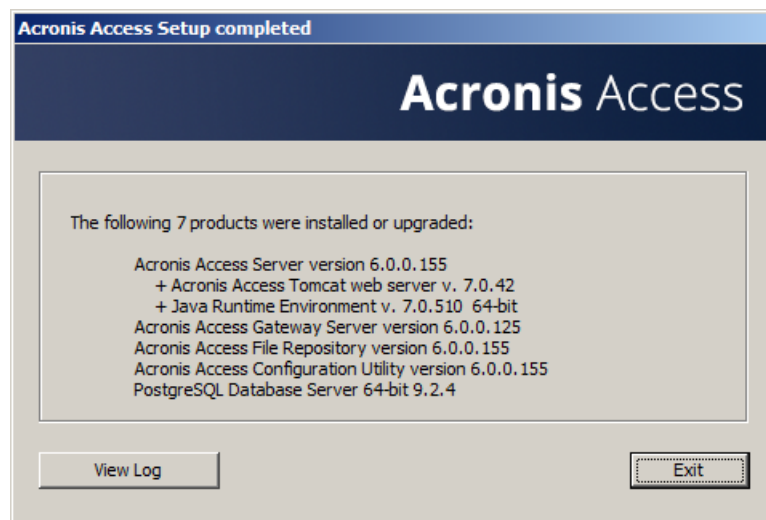 Acronis Access Setup completed
Acronis Access
The following 7 products were installed or upgraded:
Acronis Access Server version 6.0.0.155
+ Acronis Access Tomcat web server v. 7.0.42
+ Java Runtime Environment v. 7.0.510 64-bit
Acronis Access Gateway Server version 6.0.0.125
Acronis Access File Repository version 6.0.0.155
Acronis Access Configuration Utility version 6.0.0.155
PostgreSQL Database Server 64-bit 9.2.4
View Log
Exit